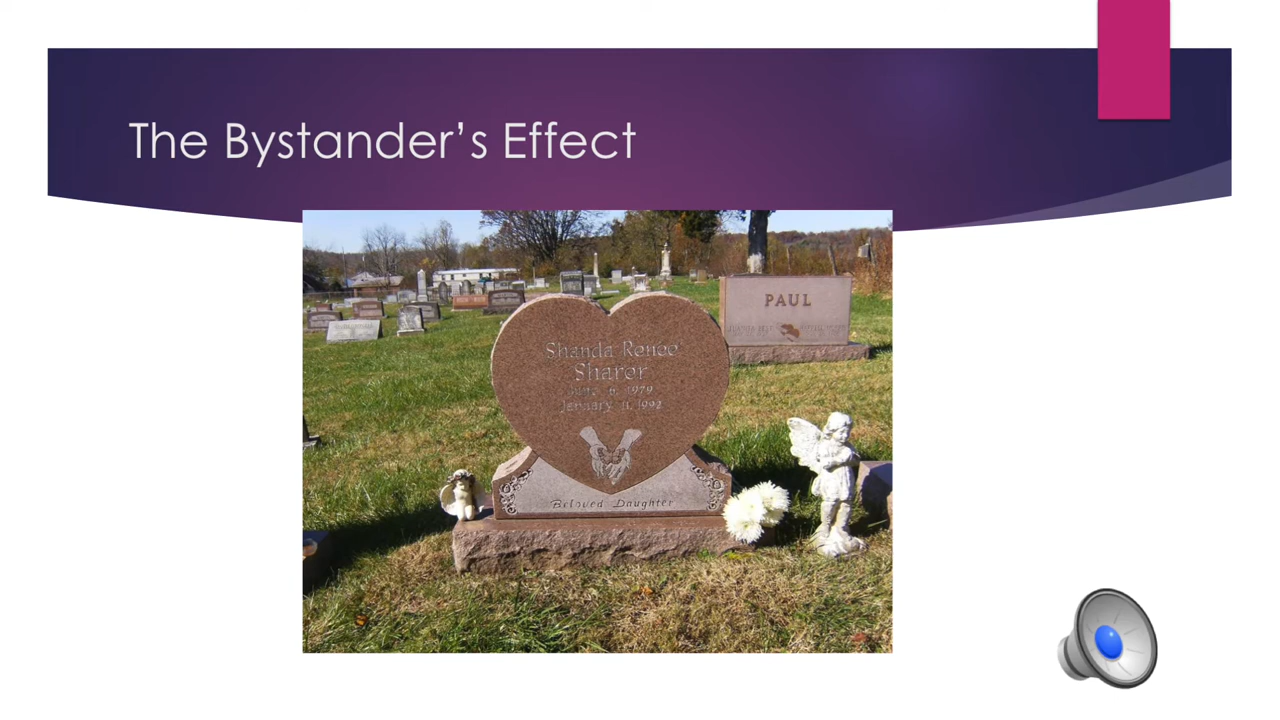 The Bystander’s Effect
PAUL
Shanda Renee'
Sharer
June 6, 1979
January 11, 1992
Beloved Daughter